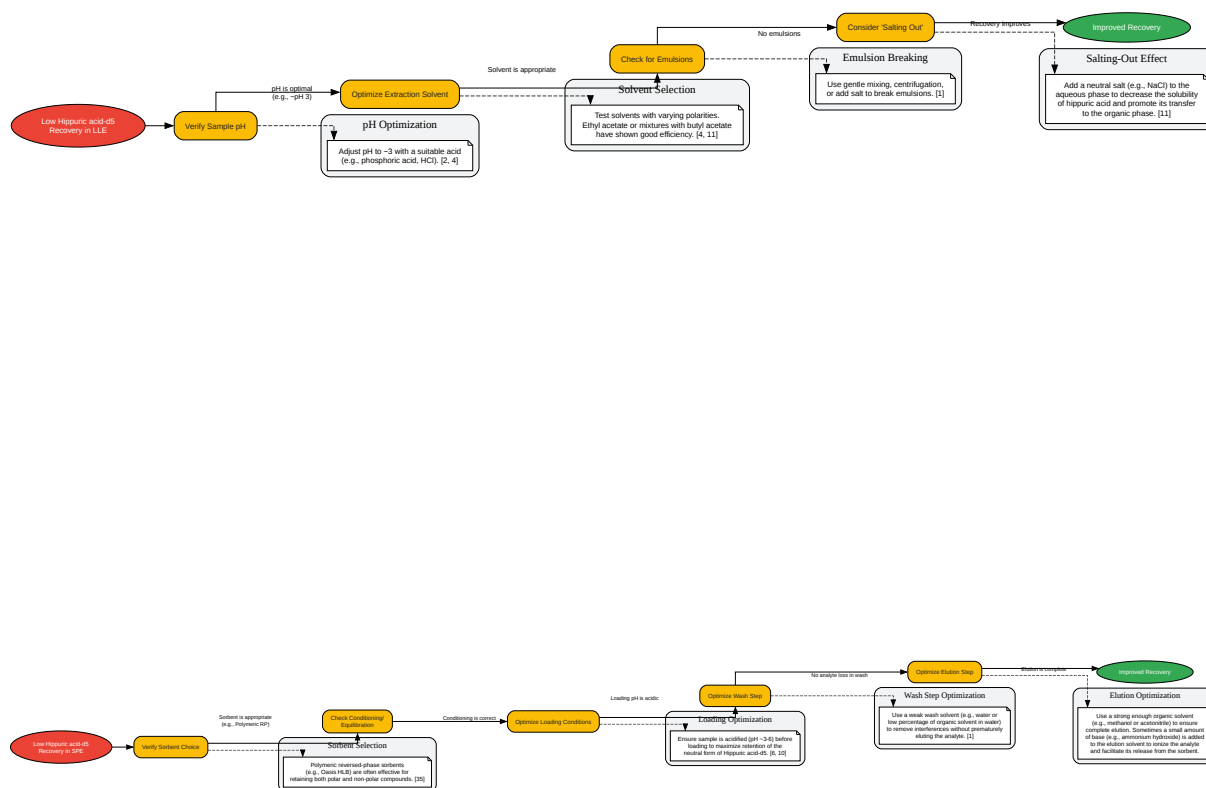 Low Hippuric acid-d5
Recovery in LLE
Verify Sample pH
pH is optimal
(e.g., ~pH 3)
pH Optimization
Adjust pH to ~3 with a suitable acid
(e.g., phosphoric acid, HCl). [2, 4]
Optimize Extraction Solvent
Solvent is appropriate
Solvent Selection
Test solvents with varying polarities.
Ethyl acetate or mixtures with butyl acetate
have shown good efficiency. [4, 11]
Check for Emulsions
No emulsions
Emulsion Breaking
Use gentle mixing, centrifugation,
or add salt to break emulsions. [1]
Consider 'Salting Out'
Recovery improves
Salting-Out Effect
Add a neutral salt (e.g., NaCl) to the
aqueous phase to decrease the solubility
of hippuric acid and promote its transfer
to the organic phase. [11]
Improved Recovery
Low Hippuric acid-d5
Recovery in SPE
Verify Sorbent Choice
Sorbent is appropriate
(e.g., Polymeric RP)
Sorbent Selection
Polymeric reversed-phase sorbents
(e.g., Oasis HLB) are often effective for
retaining both polar and non-polar compounds. [35]
Check Conditioning/
Equilibration
Conditioning is correct
Optimize Loading Conditions
Loading pH is acidic
Loading Optimization
Ensure sample is acidified (pH ~3-6) before
loading to maximize retention of the
neutral form of Hippuric acid-d5. [6, 10]
Optimize Wash Step
No analyte loss in wash
Wash Step Optimization
Use a weak wash solvent (e.g., water or
low percentage of organic solvent in water)
to remove interferences without prematurely
eluting the analyte. [1]
Optimize Elution Step
Elution is complete
Elution Optimization
Use a strong enough organic solvent
(e.g., methanol or acetonitrile) to ensure
complete elution. Sometimes a small amount
of base (e.g., ammonium hydroxide) is added
to the elution solvent to ionize the analyte
and facilitate its release from the sorbent.
Improved Recovery